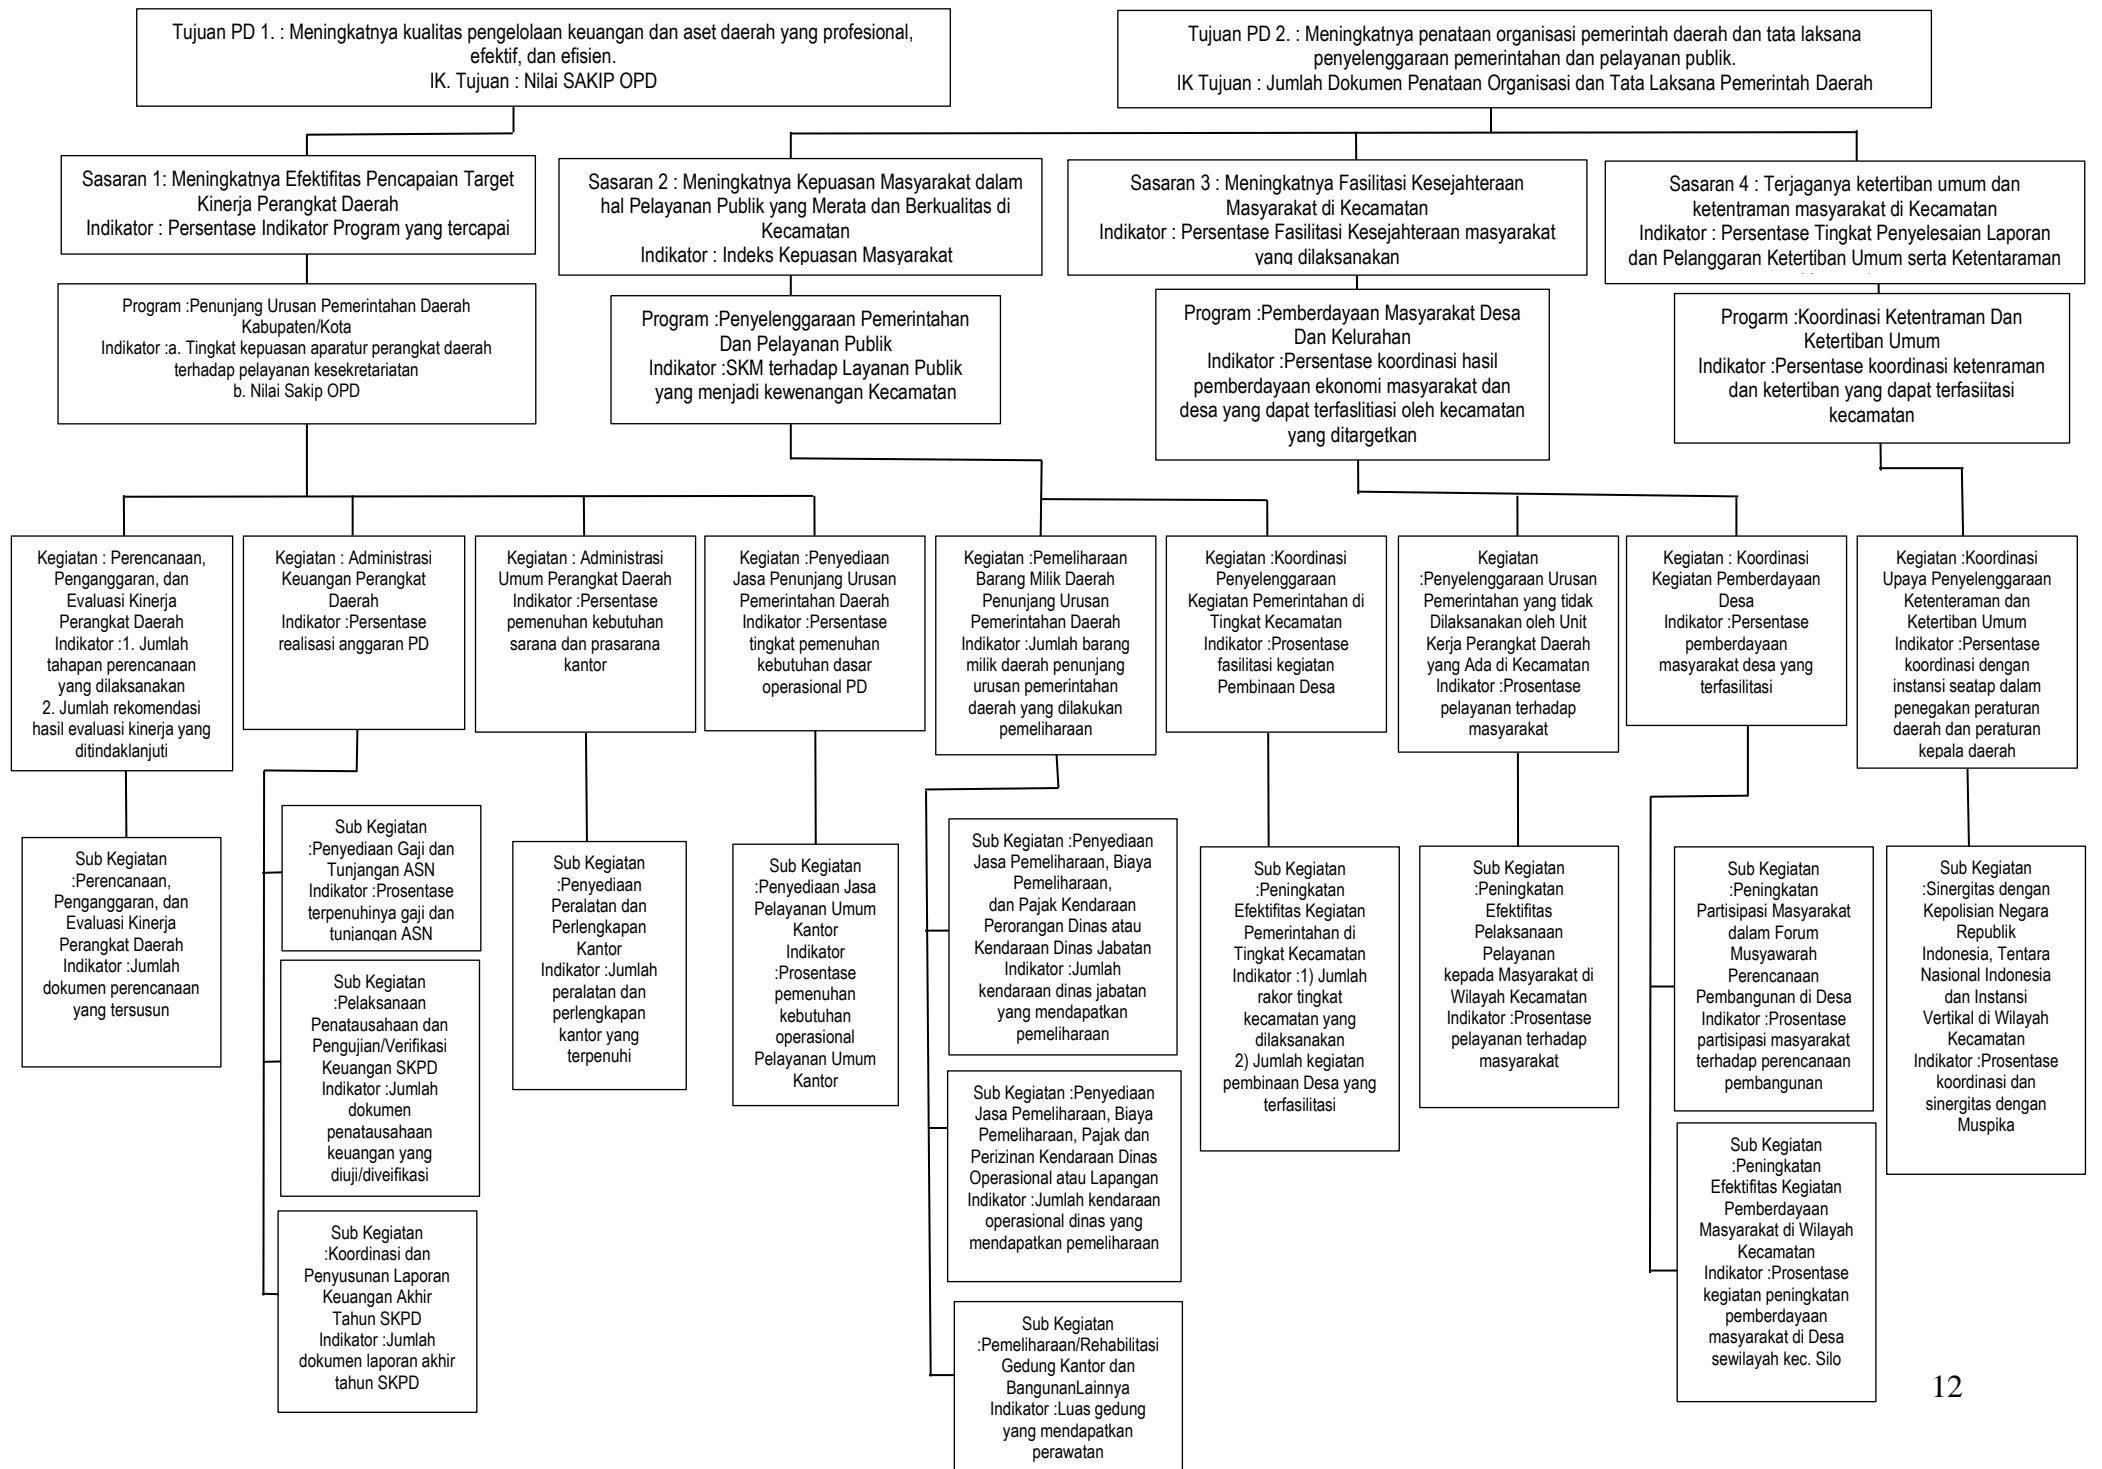 Tujuan PD 1. : Meningkatnya kualitas pengelolaan keuangan dan aset daerah yang profesional,
efektif, dan efisien.
IK. Tujuan : Nilai SAKIP OPD
Tujuan PD 2. : Meningkatnya penataan organisasi pemerintah daerah dan tata laksana
penyelenggaraan pemerintahan dan pelayanan publik.
IK Tujuan : Jumlah Dokumen Penataan Organisasi dan Tata Laksana Pemerintah Daerah
Sasaran 1: Meningkatnya Efektifitas Pencapaian Target
Kinerja Perangkat Daerah
Indikator : Persentase Indikator Program yang tercapai
Sasaran 2 : Meningkatnya Kepuasan Masyarakat dalam
hal Pelayanan Publik yang Merata dan Berkualitas di
Kecamatan
Indikator : Indeks Kepuasan Masyarakat
Sasaran 3 : Meningkatnya Fasilitasi Kesejahteraan
Masyarakat di Kecamatan
Indikator : Persentase Fasilitasi Kesejahteraan masyarakat
yang dilaksanakan
Sasaran 4 : Terjaganya ketertiban umum dan
ketentraman masyarakat di Kecamatan
Indikator : Persentase Tingkat Penyelesaian Laporan
dan Pelanggaran Ketertiban Umum serta Ketentaraman
Program :Penunjang Urusan Pemerintahan Daerah
Kabupaten/Kota
Indikator :a. Tingkat kepuasan aparatur perangkat daerah
terhadap pelayanan kesekretariatan
b. Nilai Sakip OPD
Program :Penyelenggaraan Pemerintahan
Dan Pelayanan Publik
Indikator :SKM terhadap Layanan Publik
yang menjadi kewenangan Kecamatan
Program :Pemberdayaan Masyarakat Desa
Dan Kelurahan
Indikator :Persentase koordinasi hasil
pemberdayaan ekonomi masyarakat dan
desa yang dapat terfaslitiasi oleh kecamatan
yang ditargetkan
Progarm :Koordinasi Ketentraman Dan
Ketertiban Umum
Indikator :Persentase koordinasi ketenraman
dan ketertiban yang dapat terfasiitasi
kecamatan
Kegiatan : Perencanaan,
Penganggaran, dan
Evaluasi Kinerja
Perangkat Daerah
Indikator :1. Jumlah
tahapan perencanaan
yang dilaksanakan
2. Jumlah rekomendasi
hasil evaluasi kinerja yang
ditindaklanjuti
Kegiatan : Administrasi
Keuangan Perangkat
Daerah
Indikator :Persentase
realisasi anggaran PD
Kegiatan : Administrasi
Umum Perangkat Daerah
Indikator :Persentase
pemenuhan kebutuhan
sarana dan prasarana
kantor
Kegiatan :Penyediaan
Jasa Penunjang Urusan
Pemerintahan Daerah
Indikator :Persentase
tingkat pemenuhan
kebutuhan dasar
operasional PD
Kegiatan :Pemeliharaan
Barang Milik Daerah
Penunjang Urusan
Pemerintahan Daerah
Indikator :Jumlah barang
milik daerah penunjang
urusan pemerintahan
daerah yang dilakukan
pemeliharaan
Kegiatan :Koordinasi
Penyelenggaraan
Kegiatan Pemerintahan di
Tingkat Kecamatan
Indikator :Prosentase
fasilitasi kegiatan
Pembinaan Desa
Kegiatan
:Penyelenggaraan Urusan
Pemerintahan yang tidak
Dilaksanakan oleh Unit
Kerja Perangkat Daerah
yang Ada di Kecamatan
Indikator :Prosentase
pelayanan terhadap
masyarakat
Kegiatan : Koordinasi
Kegiatan Pemberdayaan
Desa
Indikator :Persentase
pemberdayaan
masyarakat desa yang
terfasilitasi
Kegiatan :Koordinasi
Upaya Penyelenggaraan
Ketenteraman dan
Ketertiban Umum
Indikator :Persentase
koordinasi dengan
instansi seatap dalam
penegakan peraturan
daerah dan peraturan
kepala daerah
Sub Kegiatan
:Perencanaan,
Penganggaran, dan
Evaluasi Kinerja
Perangkat Daerah
Indikator :Jumlah
dokumen perencanaan
yang tersusun
Sub Kegiatan
:Penyediaan Gaji dan
Tunjangan ASN
Indikator :Prosentase
terpenuhinya gaji dan
tunjangan ASN
Sub Kegiatan
:Pelaksanaan
Penatausahaan dan
Pengujian/Verifikasi
Keuangan SKPD
Indikator :Jumlah
dokumen
penatausahaan
keuangan yang
diuji/diveifikasi
Sub Kegiatan
:Koordinasi dan
Penyusunan Laporan
Keuangan Akhir
Tahun SKPD
Indikator :Jumlah
dokumen laporan akhir
tahun SKPD
Sub Kegiatan
:Penyediaan
Peralatan dan
Perlengkapan
Kantor
Indikator :Jumlah
peralatan dan
perlengkapan
kantor yang
terpenuhi
Sub Kegiatan
:Penyediaan Jasa
Pelayanan Umum
Kantor
Indikator
:Prosentase
pemenuhan
kebutuhan
operasional
Pelayanan Umum
Kantor
Sub Kegiatan :Penyediaan
Jasa Pemeliharaan, Biaya
Pemeliharaan,
dan Pajak Kendaraan
Perorangan Dinas atau
Kendaraan Dinas Jabatan
Indikator :Jumlah
kendaraan dinas jabatan
yang mendapatkan
pemeliharaan
Sub Kegiatan :Penyediaan
Jasa Pemeliharaan, Biaya
Pemeliharaan, Pajak dan
Perizinan Kendaraan Dinas
Operasional atau Lapangan
Indikator :Jumlah kendaraan
operasional dinas yang
mendapatkan pemeliharaan
Sub Kegiatan
:Pemeliharaan/Rehabilitasi
Gedung Kantor dan
BangunanLainnya
Indikator :Luas gedung
yang mendapatkan
perawatan
Sub Kegiatan
:Peningkatan
Efektifitas Kegiatan
Pemerintahan di
Tingkat Kecamatan
Indikator :1) Jumlah
rakor tingkat
kecamatan yang
dilaksanakan
2) Jumlah kegiatan
pembinaan Desa yang
terfasilitasi
Sub Kegiatan
:Peningkatan
Efektifitas
Pelaksanaan
Pelayanan
kepada Masyarakat di
Wilayah Kecamatan
Indikator :Prosentase
pelayanan terhadap
masyarakat
Sub Kegiatan
:Peningkatan
Partisipasi Masyarakat
dalam Forum
Musyawarah
Perencanaan
Pembangunan di Desa
Indikator :Prosentase
partisipasi masyarakat
terhadap perencanaan
pembangunan
Sub Kegiatan
:Peningkatan
Efektifitas Kegiatan
Pemberdayaan
Masyarakat di Wilayah
Kecamatan
Indikator :Prosentase
kegiatan peningkatan
pemberdayaan
masyarakat di Desa
sewilayah kec. Silo
Sub Kegiatan
:Sinergitas dengan
Kepolisian Negara
Republik
Indonesia, Tentara
Nasional Indonesia
dan Instansi
Vertikal di Wilayah
Kecamatan
Indikator :Prosentase
koordinasi dan
sinergitas dengan
Muspika
12